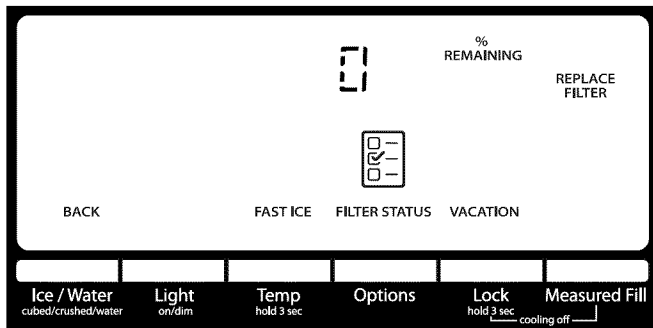 0
%
REMAINING
REPLACE
FILTER
BACK
FAST ICE
FILTER STATUS
VACATION
Ice / Water
cubed/crushed/water
Light
on/dim
Temp
hold 3 sec
Options
Lock
hold 3 sec
Measured Fill
cooling off